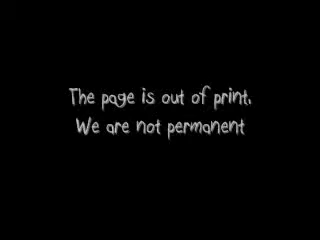 The page is out of print.
We are not permanent